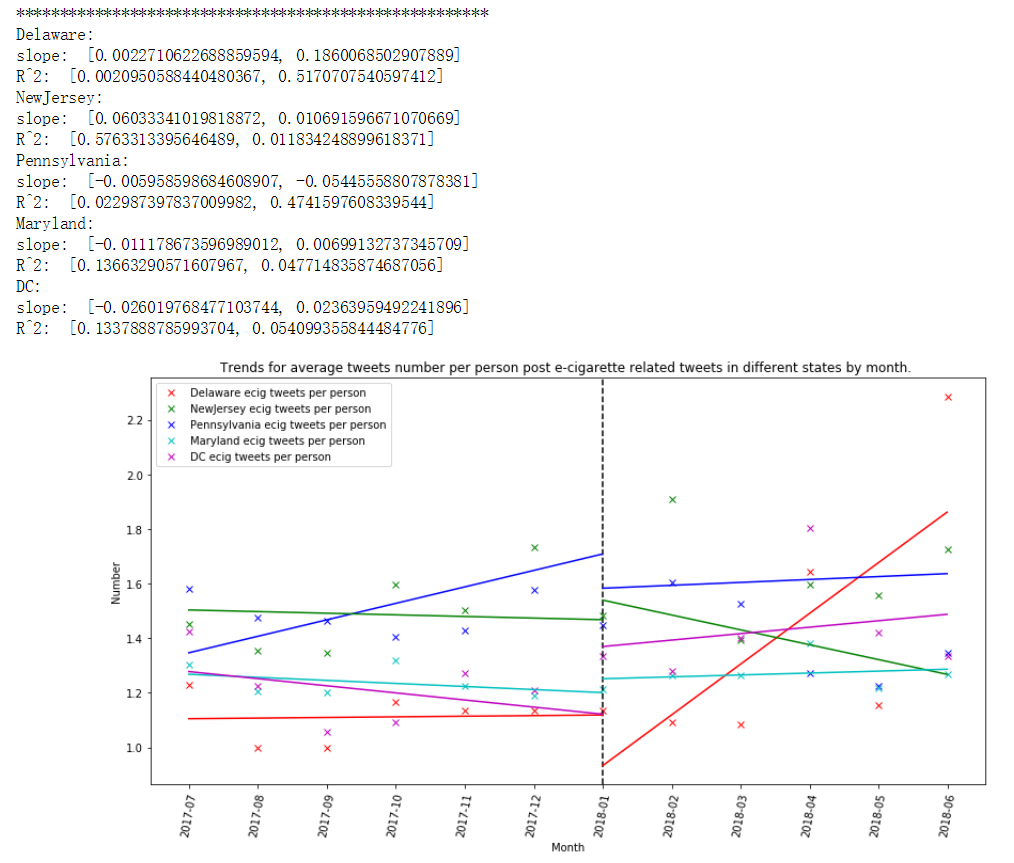 ****************************************************
Delaware:
slope:  [0.0022710622688859594, 0.1860068502907889]
R^2:  [0.0020950588440480367, 0.5170707540597412]
NewJersey:
slope:  [0.06033341019818872, 0.010691596671070669]
R^2:  [0.5763313395646489, 0.011834248899618371]
Pennsylvania:
slope:  [-0.005958598684608907, -0.05445558807878381]
R^2:  [0.022987397837009982, 0.4741597608339544]
Maryland:
slope:  [-0.011178673596989012, 0.00699132737345709]
R^2:  [0.13663290571607967, 0.047714835874687056]
DC:
slope:  [-0.026019768477103744, 0.02363959492241896]
R^2:  [0.1337888785993704, 0.054099355844484776]
Trends for average tweets number per person post e-cigarette related tweets in different states by month.
Delaware ecig tweets per person
NewJersey ecig tweets per person
Pennsylvania ecig tweets per person
Maryland ecig tweets per person
DC ecig tweets per person
Number
2.2
2.0
1.8
1.6
1.4
1.2
1.0
2017-07
2017-08
2017-09
2017-10
2017-11
2017-12
2018-01
2018-02
2018-03
2018-04
2018-05
2018-06
Month